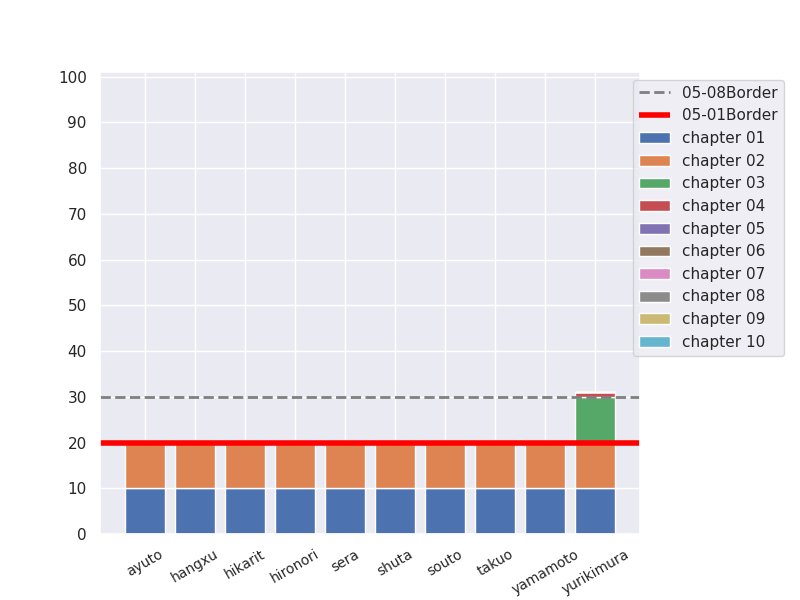 100
90
80
70
60
50
40
30
20
10
0
ayuto
hangxu
hikarit
hironori
sera
shuta
souto
takuo
yamamoto
yurikimura
05-08Border
05-01Border
chapter 01
chapter 02
chapter 03
chapter 04
chapter 05
chapter 06
chapter 07
chapter 08
chapter 09
chapter 10